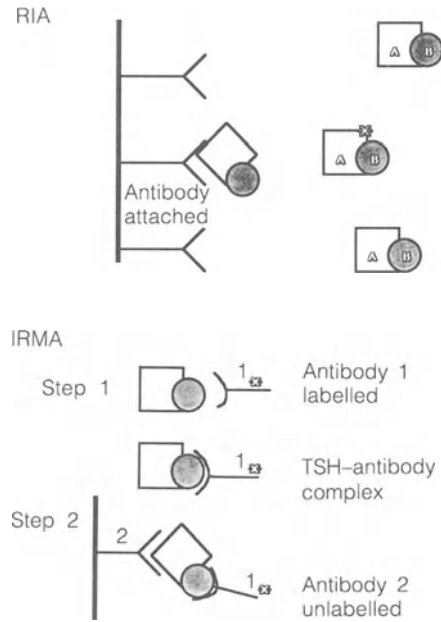 RIA
A B
A B
Antibody
attached
A B
IRMA
Step 1
1
Antibody 1
labelled
1
TSH–antibody
complex
Step 2
2
1
Antibody 2
unlabelled